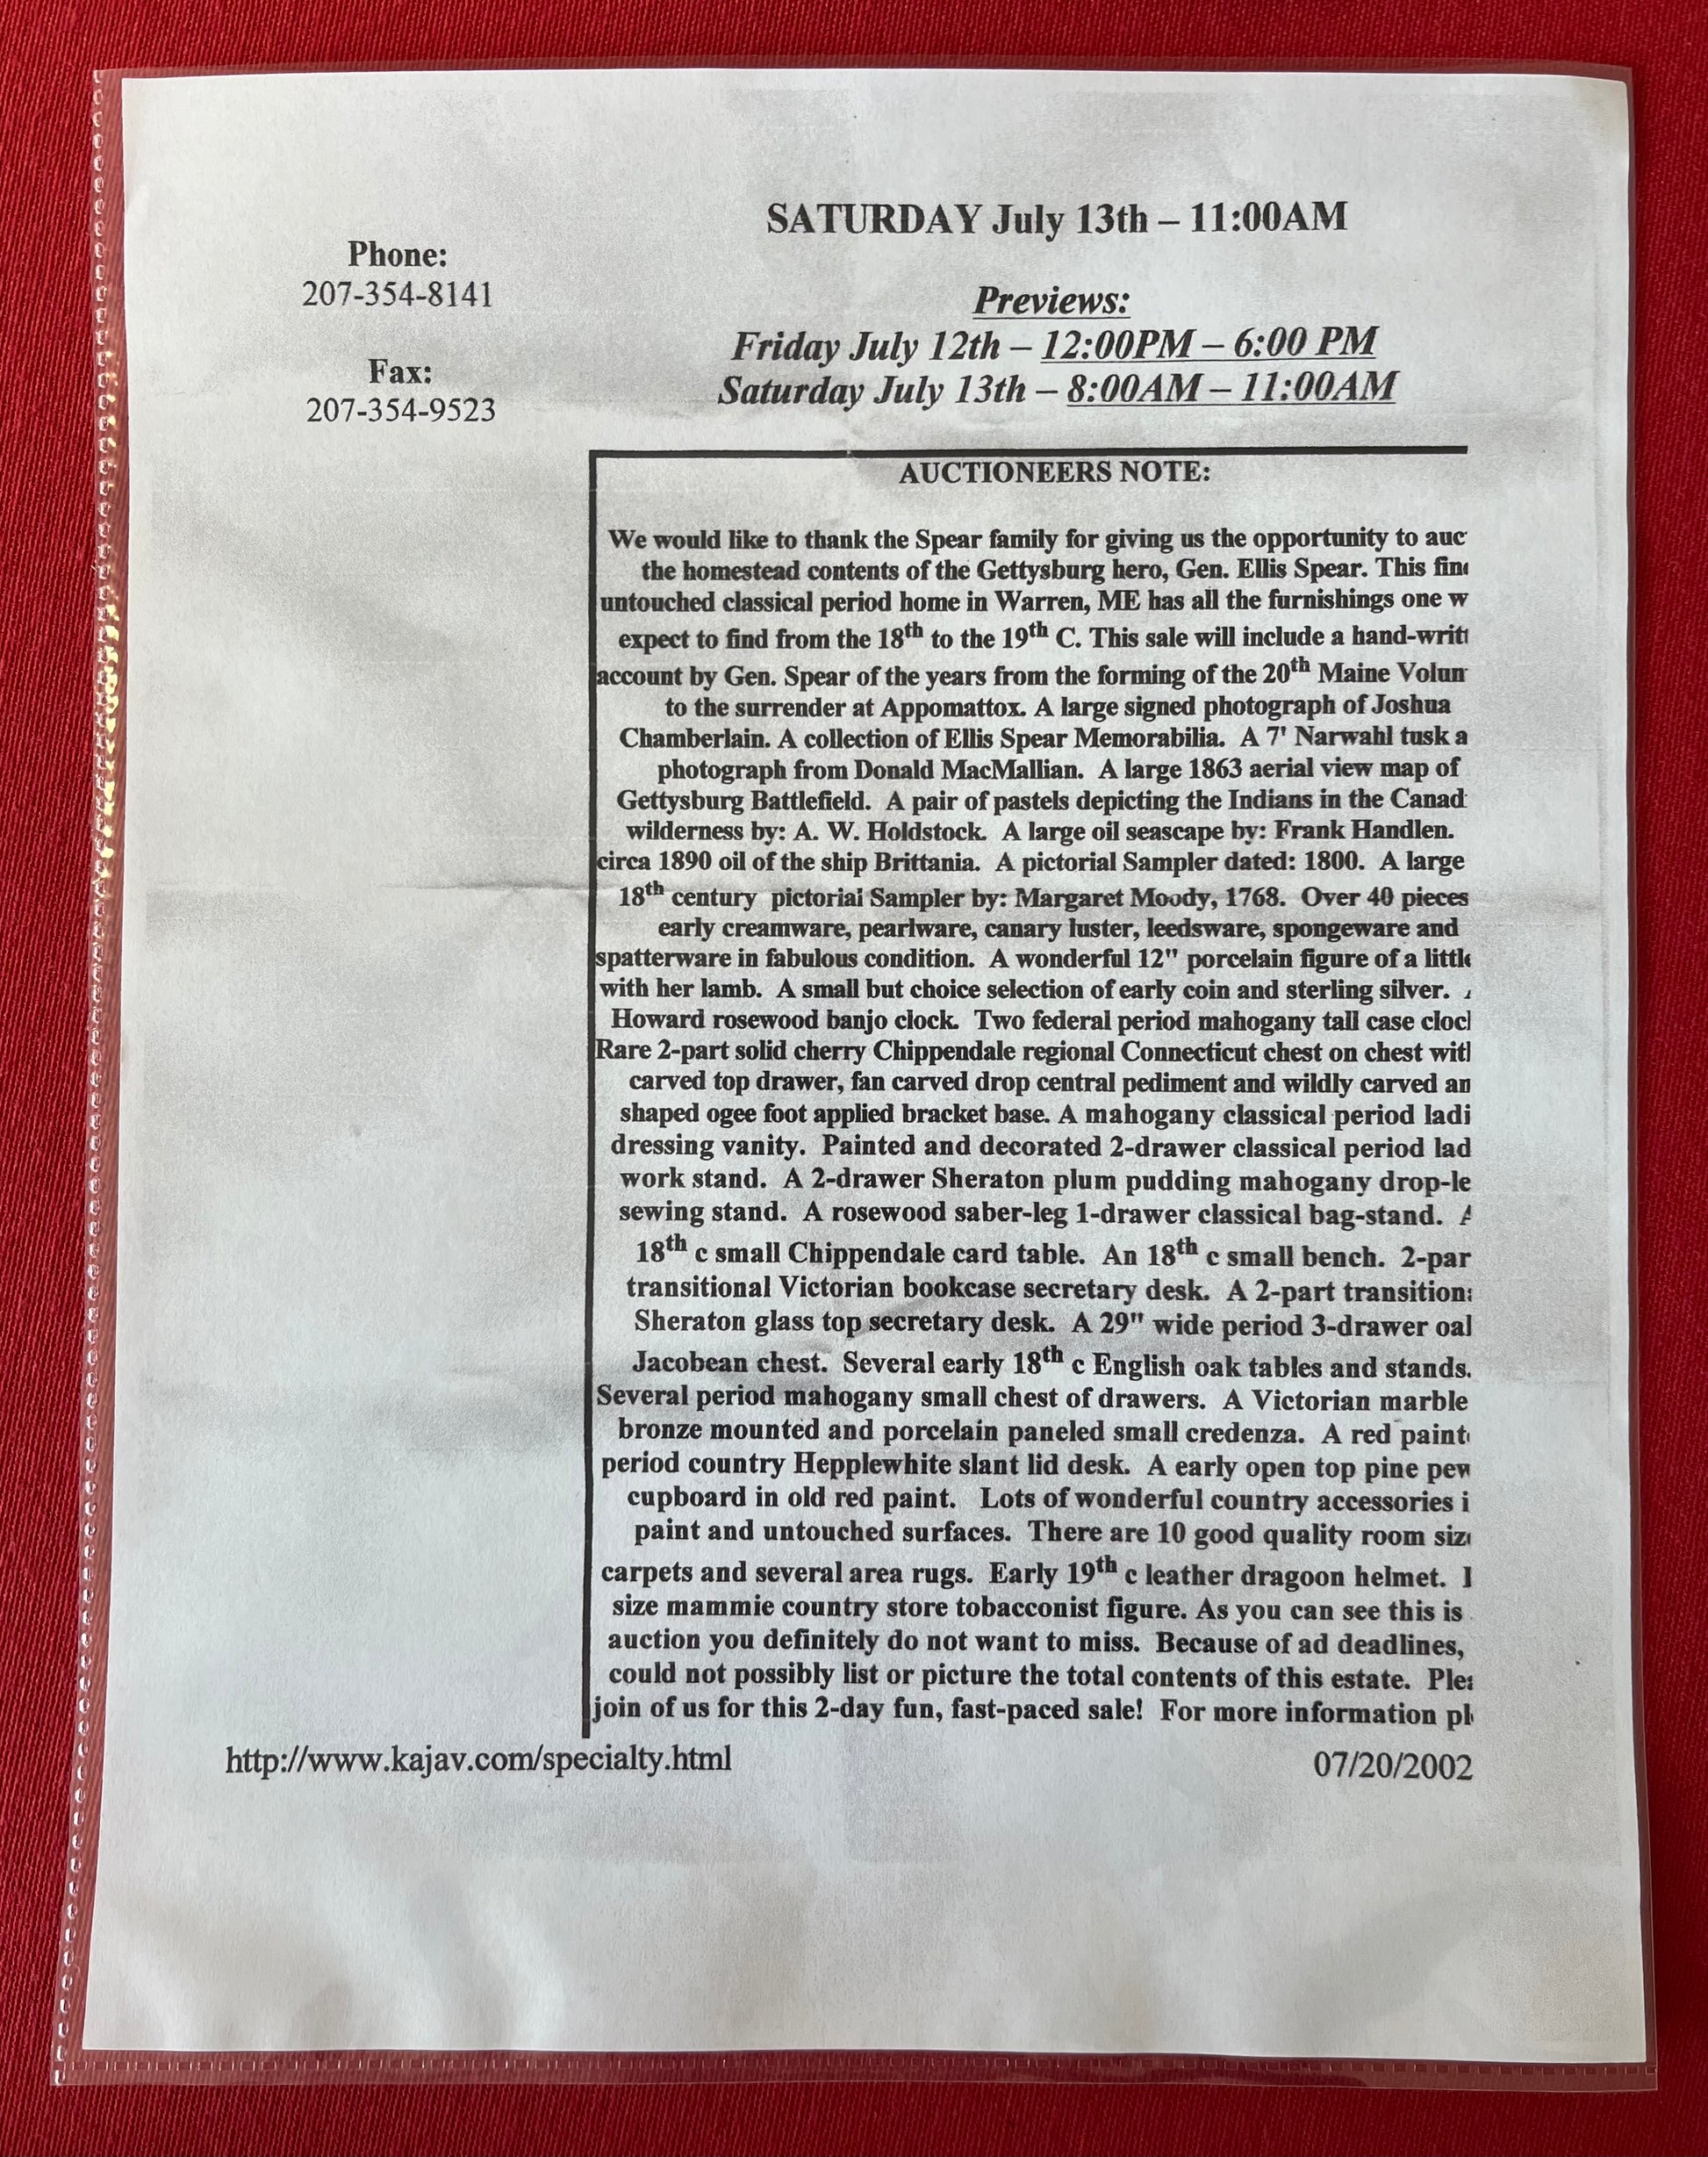 SATURDAY July 13th – 11:00AM
Phone:
207-354-8141
Fax:
207-354-9523
Previews:
Friday July 12th – 12:00PM – 6:00 PM
Saturday July 13th – 8:00AM – 11:00AM
AUCTIONEERS NOTE:
We would like to thank the Spear family for giving us the opportunity to auc
the homestead contents of the Gettysburg hero, Gen. Ellis Spear. This fin
untouched classical period home in Warren, ME has all the furnishings one w
expect to find from the 18th to the 19th C. This sale will include a hand-writ
account by Gen. Spear of the years from the forming of the 20th Maine Volun
to the surrender at Appomattox. A large signed photograph of Joshua
Chamberlain. A collection of Ellis Spear Memorabilia. A 7' Narwahl tusk a
photograph from Donald MacMallian. A large 1863 aerial view map of
Gettysburg Battlefield. A pair of pastels depicting the Indians in the Canad
wilderness by: A. W. Holdstock. A large oil seascape by: Frank Handlen.
circa 1890 oil of the ship Brittania. A pictorial Sampler dated: 1800. A large
18th century pictorial Sampler by: Margaret Moody, 1768. Over 40 pieces
early creamware, pearlware, canary luster, leedsware, spongeware and
spatterware in fabulous condition. A wonderful 12" porcelain figure of a littl
with her lamb. A small but choice selection of early coin and sterling silver.
Howard rosewood banjo clock. Two federal period mahogany tall case cloc
Rare 2-part solid cherry Chippendale regional Connecticut chest on chest wit
carved top drawer, fan carved drop central pediment and wildly carved an
shaped ogee foot applied bracket base. A mahogany classical period ladi
dressing vanity. Painted and decorated 2-drawer classical period lad
work stand. A 2-drawer Sheraton plum pudding mahogany drop-le
sewing stand. A rosewood saber-leg 1-drawer classical bag-stand. A
18th c small Chippendale card table. An 18th c small bench. 2-par
transitional Victorian bookcase secretary desk. A 2-part transition
Sheraton glass top secretary desk. A 29" wide period 3-drawer oa
Jacobean chest. Several early 18th c English oak tables and stands.
Several period mahogany small chest of drawers. A Victorian marble
bronze mounted and porcelain paneled small credenza. A red paint
period country Hepplewhite slant lid desk. A early open top pine pew
cupboard in old red paint. Lots of wonderful country accessories i
paint and untouched surfaces. There are 10 good quality room siz
carpets and several area rugs. Early 19th c leather dragoon helmet.
size mammie country store tobacconist figure. As you can see this is
auction you definitely do not want to miss. Because of ad deadlines,
could not possibly list or picture the total contents of this estate. Ple
join of us for this 2-day fun, fast-paced sale! For more information pl
http://www.kajav.com/specialty.html
07/20/2002